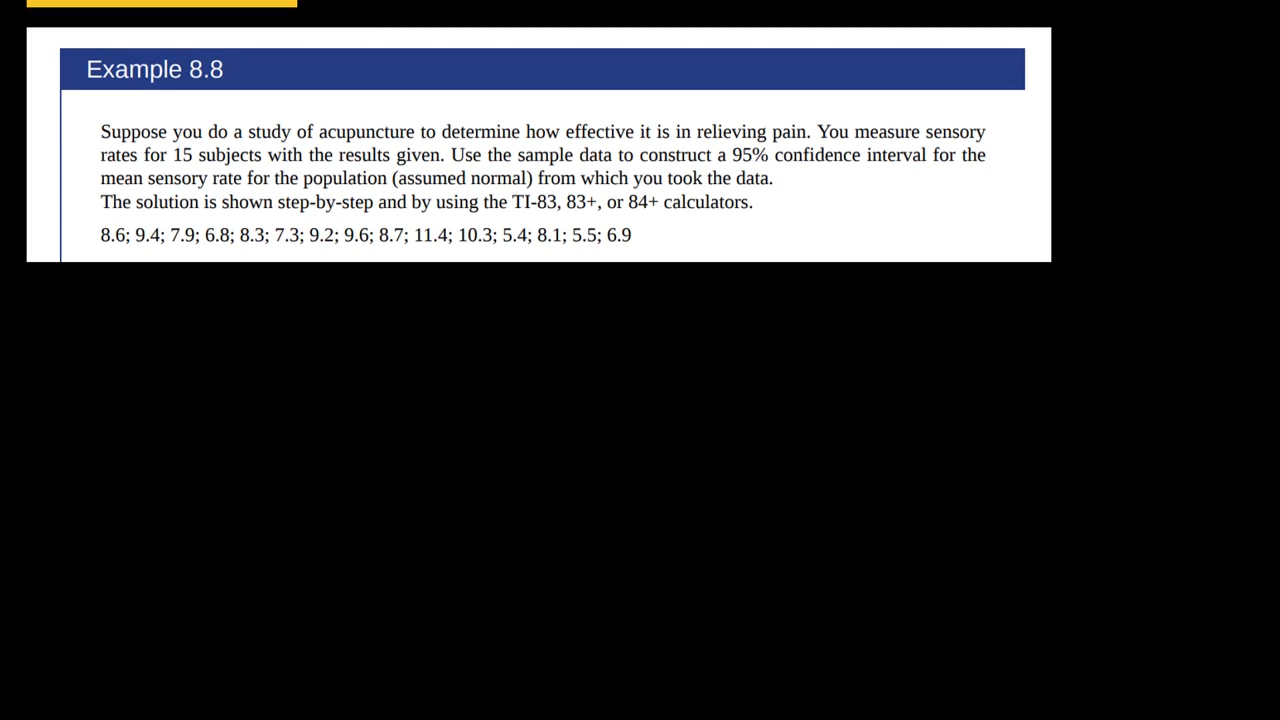 Example 8.8
Suppose you do a study of acupuncture to determine how effective it is in relieving pain. You measure sensory
rates for 15 subjects with the results given. Use the sample data to construct a 95% confidence interval for the
mean sensory rate for the population (assumed normal) from which you took the data.
The solution is shown step-by-step and by using the TI-83, 83+, or 84+ calculators.
8.6; 9.4; 7.9; 6.8; 8.3; 7.3; 9.2; 9.6; 8.7; 11.4; 10.3; 5.4; 8.1; 5.5; 6.9